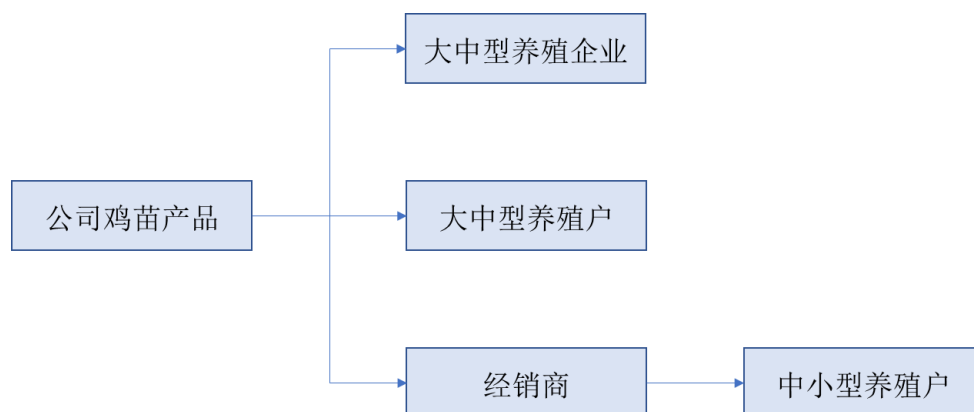 大中型养殖企业
公司鸡苗产品
大中型养殖户
经销商
中小型养殖户